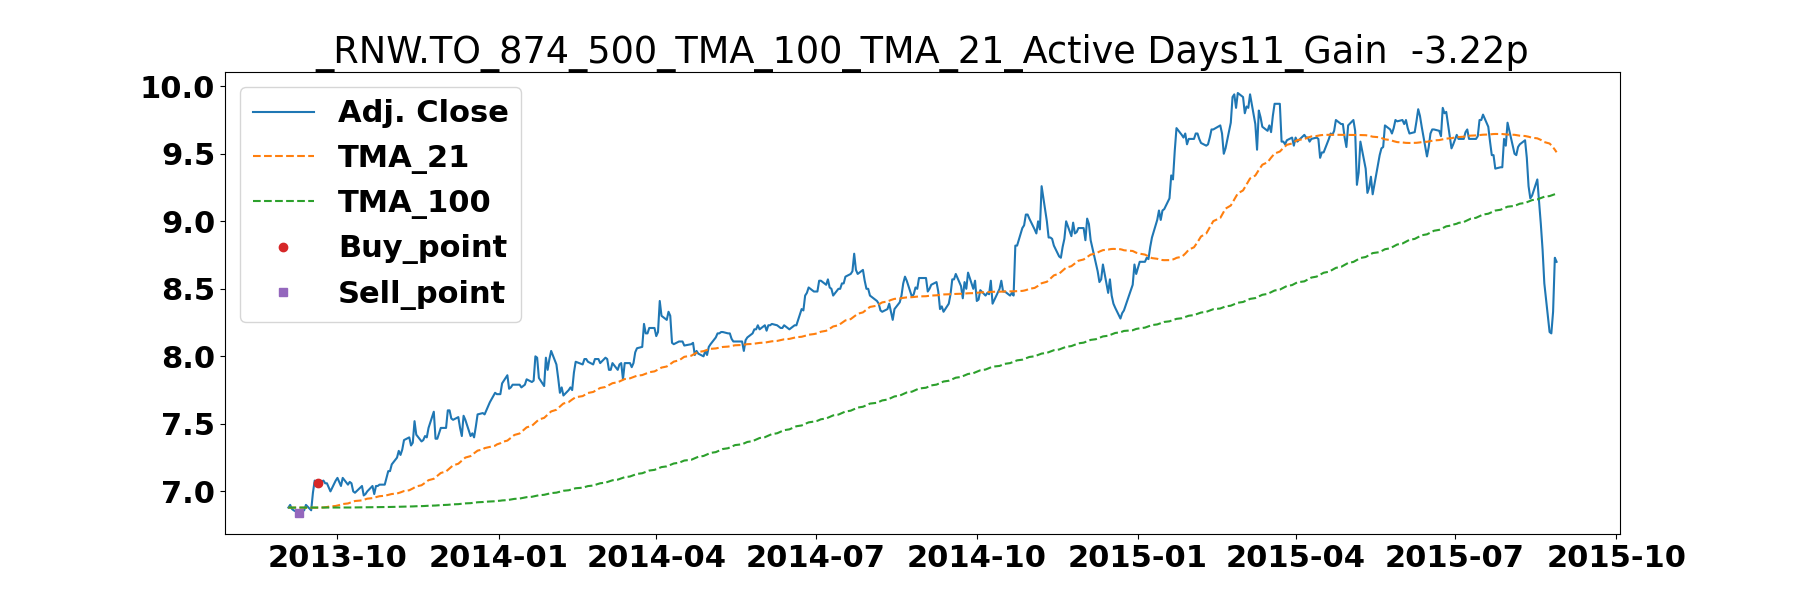 _RNW.TO_874_500_TMA_100_TMA_21_Active Days11_Gain  -3.22p
10.0
9.5
9.0
8.5
8.0
7.5
7.0
Adj. Close
TMA_21
TMA_100
Buy_point
Sell_point
2013-10 2014-01 2014-04 2014-07 2014-10 2015-01 2015-04 2015-07 2015-10